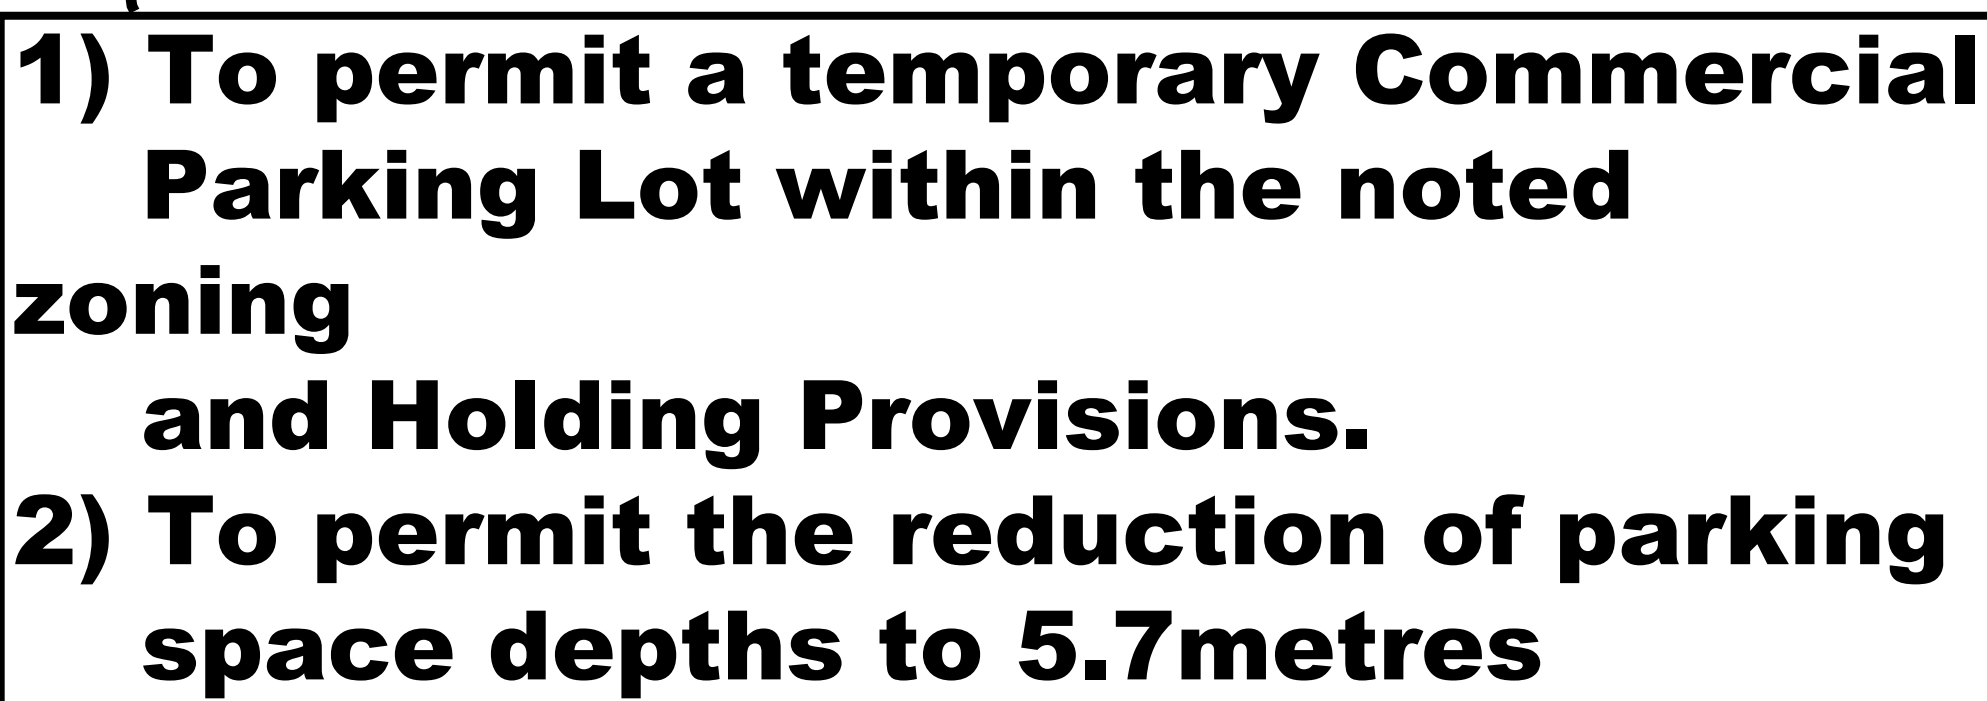 1) To permit a temporary Commercial
Parking Lot within the noted
zoning
and Holding Provisions.
2) To permit the reduction of parking
space depths to 5.7metres